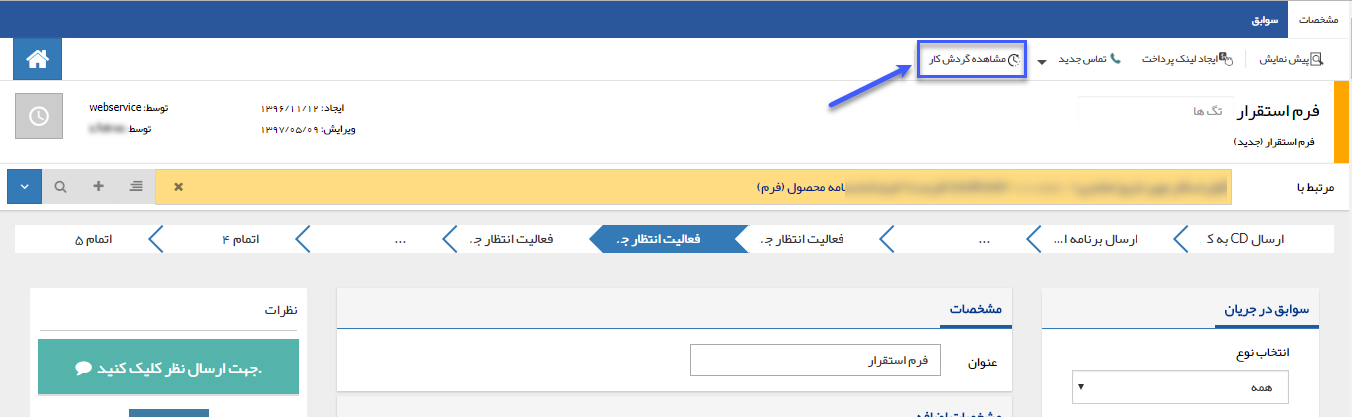 مشخصات سوابق
پیش نمایش ایجاد لینک پرداخت تماس جدید مشاهده گردش کار
فرم استقرار تگ ها
فرم استقرار (جدید)
ایجاد: ۱۳۹۶/۱۱/۱۲ توسط: webservice
ویرایش: ۱۳۹۷/۰۵/۰۹ توسط:
مرتبط با نامه محصول (فرم)
ارسال CD به ک ارسال برنامه ا... ... فعالیت انتظار ج. فعالیت انتظار ج. فعالیت انتظار ج. ... اتمام ۴ اتمام ۵
سوابق در جریان
انتخاب نوع
همه
مشخصات
عنوان فرم استقرار
مشخصات اضافه
نظرات
جهت ارسال نظر کلیک کنید.